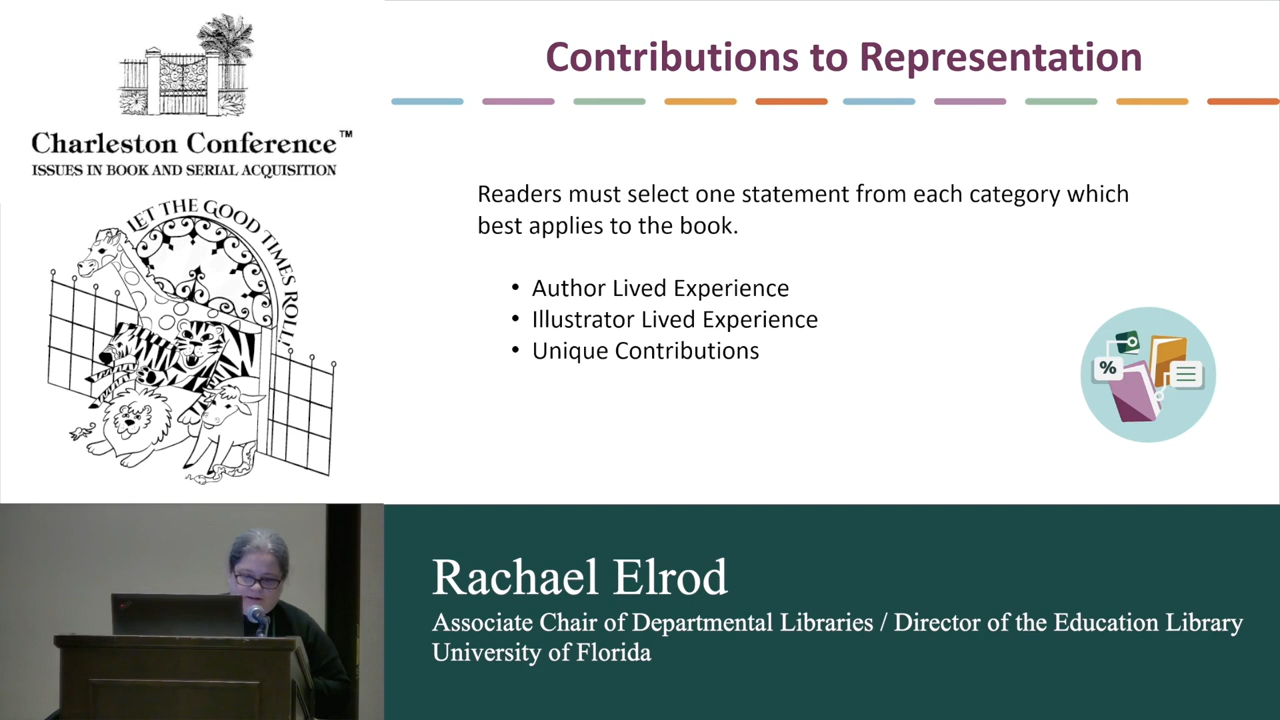 Charleston Conference™
ISSUES IN BOOK AND SERIAL ACQUISITION
LET THE GOOD TIMES ROLL!
Contributions to Representation
Readers must select one statement from each category which
best applies to the book.
• Author Lived Experience
• Illustrator Lived Experience
• Unique Contributions
%
Rachael Elrod
Associate Chair of Departmental Libraries / Director of the Education Library
University of Florida